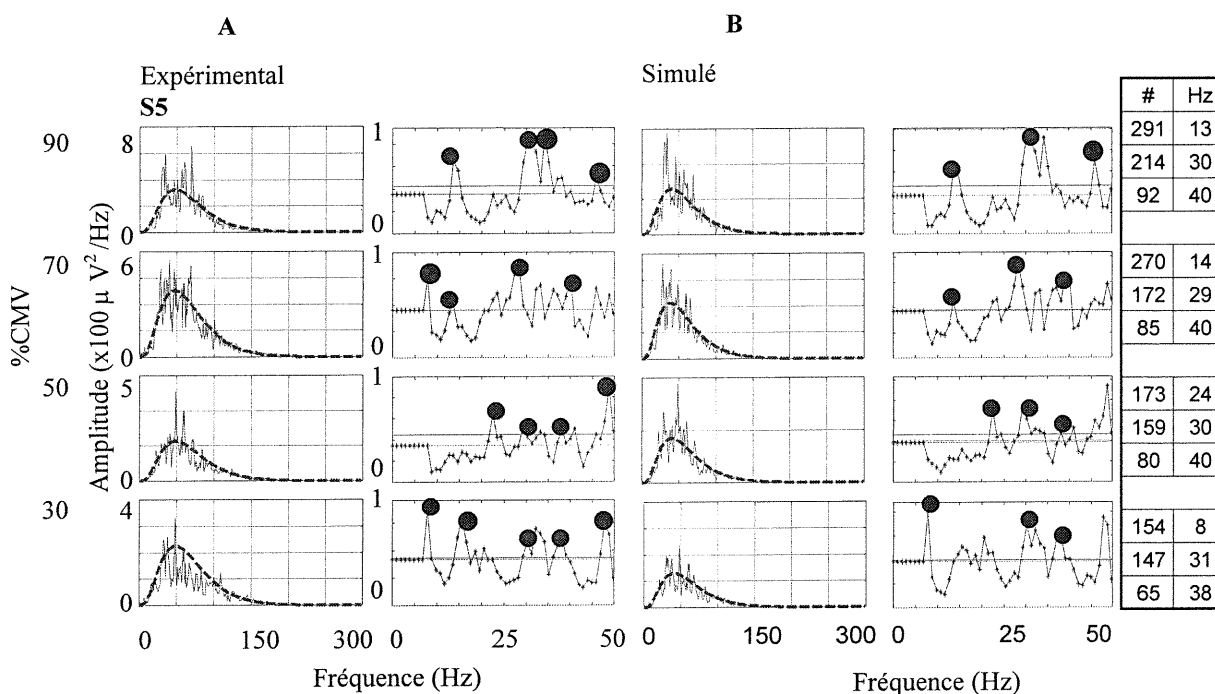 A
B
Expérimental
Simulé
S5
%CMV
Amplitude (x100 µ V²/Hz)
90
8
0
1
0
70
6
0
1
0
50
5
0
1
0
30
4
0
1
0
0 150 300
0 25 50
0 150 300
0 25 50
Fréquence (Hz)
Fréquence (Hz)
# Hz
291 13
214 30
92 40
270 14
172 29
85 40
173 24
159 30
80 40
154 8
147 31
65 38